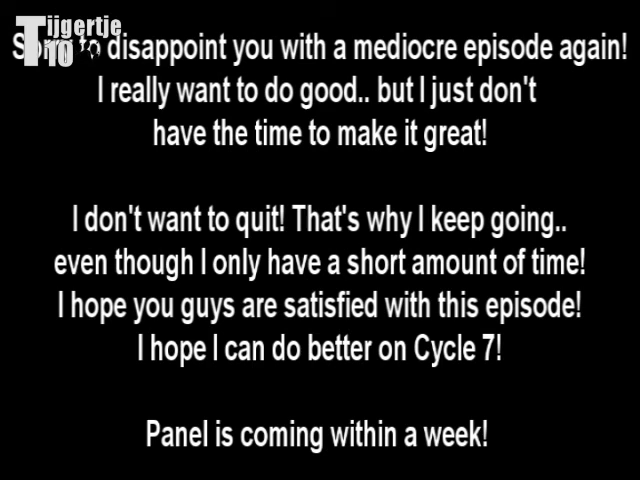 Tijgertje
10
Sorry to disappoint you with a mediocre episode again!
I really want to do good.. but I just don't
have the time to make it great!
I don't want to quit! That's why I keep going..
even though I only have a short amount of time!
I hope you guys are satisfied with this episode!
I hope I can do better on Cycle 7!
Panel is coming within a week!